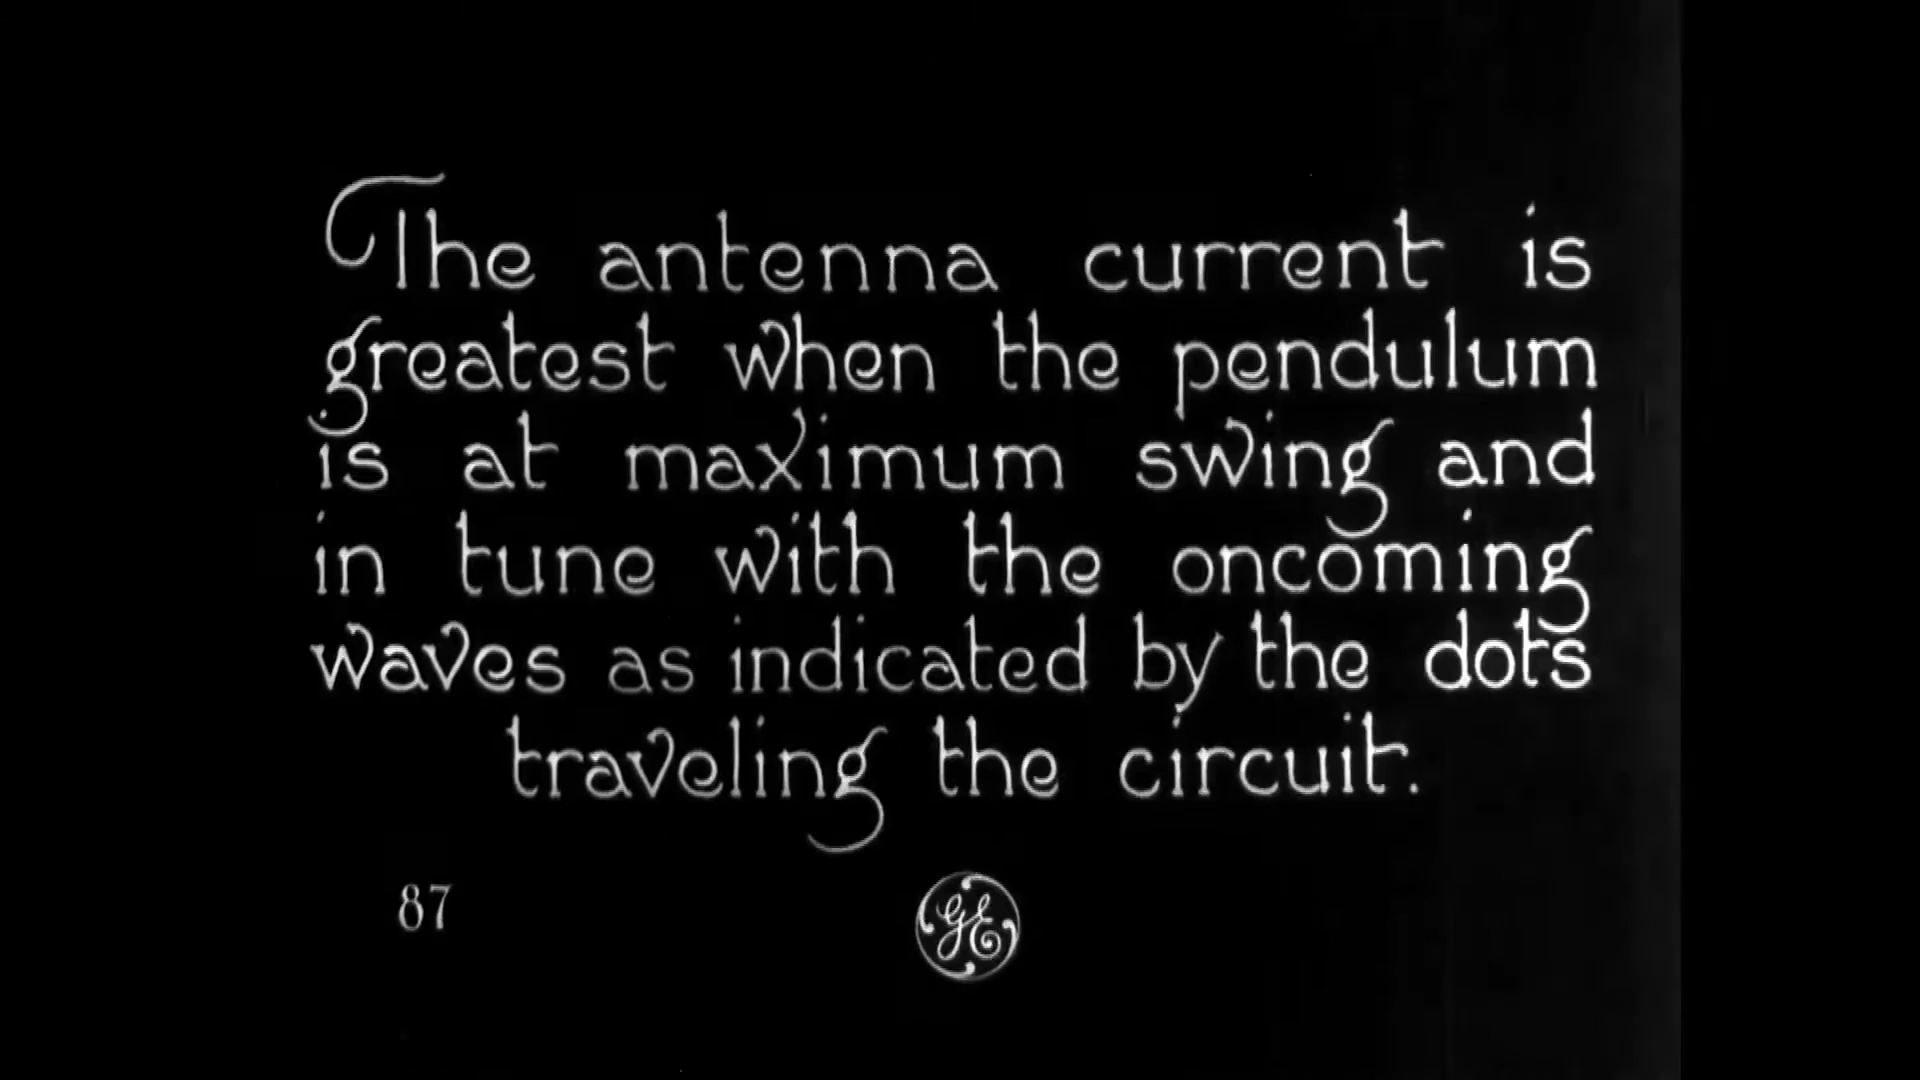 The antenna current is
greatest when the pendulum
is at maximum swing and
in tune with the oncoming
waves as indicated by the dots
traveling the circuit.
87
GE